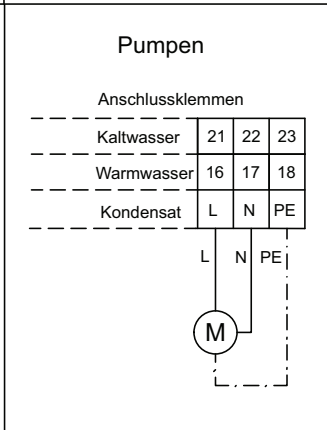 Pumpen
Anschlussklemmen
Kaltwasser 21 22 23
Warmwasser 16 17 18
Kondensat L N PE
L N PE
M